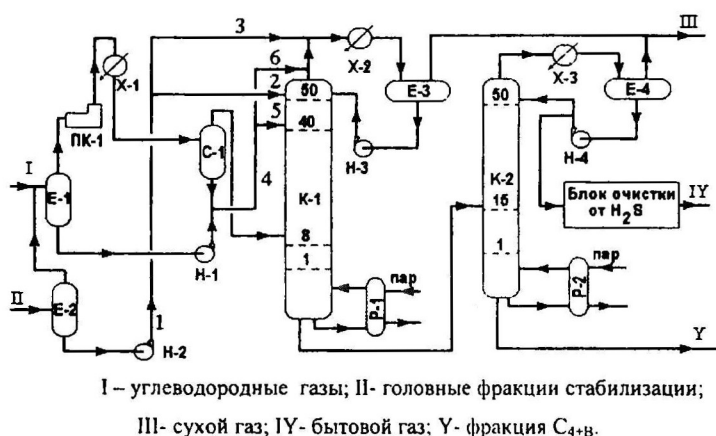 3
III
6
Х-2
Х-3
Х-1
2
50
Е-3
50
Е-4
ПК-1
5
40
С-1
Н-3
Н-4
I
4
К-2
Блок очистки
от H₂S
IY
Е-1
К-1
15
8
Н-1
1
1
пар
пар
II
Е-2
1
Р-1
Р-2
Н-2
Y
I – углеводородные газы; II- головные фракции стабилизации;
III- сухой газ; IY- бытовой газ; Y- фракция C₄₊в.